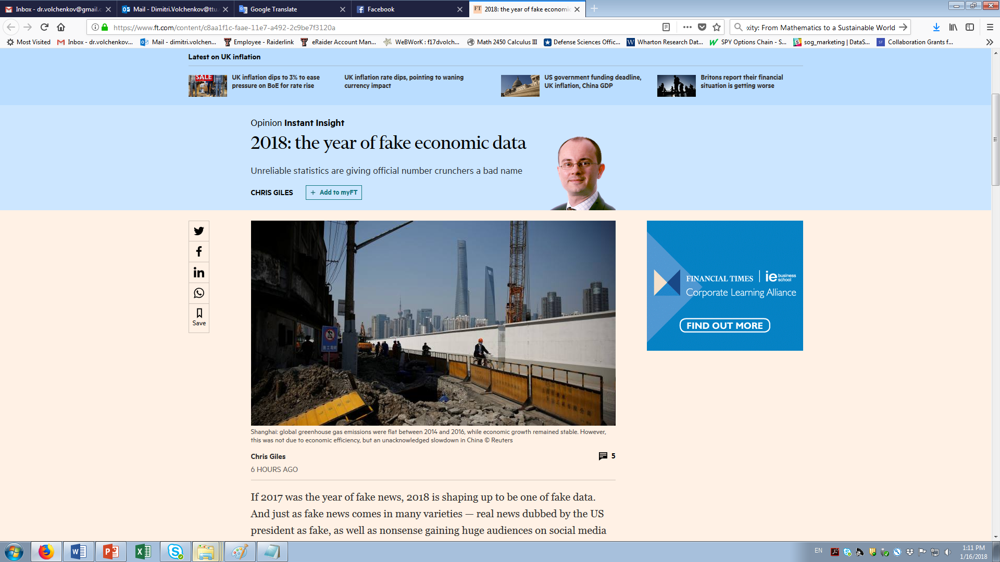 Inbox - dr.volchenkov@gmail.c
Mail - Dimitri.Volchenkov@ttu.
Google Translate
Facebook
FT
2018: the year of fake economic
https://www.ft.com/content/c8aa1f1c-faae-11e7-a492-2c9be7f3120a
xity: From Mathematics to a Sustainable World
Most Visited
Inbox - dr.volchenkov...
Mail - dimitri.volchen...
Employee - Raiderlink
eRaider Account Man...
WeBWorK : f17dvolch...
Math 2450 Calculus III
Defense Sciences Offic...
Wharton Research Dat...
SPY Options Chain - S...
sog_marketing | DataS...
SF
Collaboration Grants f...
Latest on UK inflation
SALE
UK inflation dips to 3% to ease
pressure on BoE for rate rise
UK inflation rate dips, pointing to waning
currency impact
US government funding deadline,
UK inflation, China GDP
Britons report their financial
situation is getting worse
Opinion Instant Insight
2018: the year of fake economic data
Unreliable statistics are giving official number crunchers a bad name
CHRIS GILES
+ Add to myFT
Save
FINANCIAL TIMES
ie business school
Corporate Learning Alliance
FIND OUT MORE
Shanghai: global greenhouse gas emissions were flat between 2014 and 2016, while economic growth remained stable. However,
this was not due to economic efficiency, but an unacknowledged slowdown in China © Reuters
Chris Giles
5
6 HOURS AGO
If 2017 was the year of fake news, 2018 is shaping up to be one of fake data.
And just as fake news comes in many varieties — real news dubbed by the US
president as fake, as well as nonsense gaining huge audiences on social media
EN
1:11 PM
1/16/2018